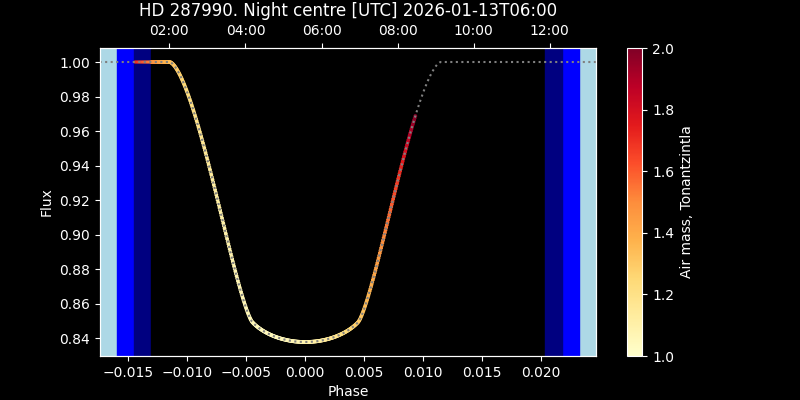 HD 287990. Night centre [UTC] 2026-01-13T06:00
02:00 04:00 06:00 08:00 10:00 12:00
1.00
0.98
0.96
0.94
0.92
0.90
0.88
0.86
0.84
Flux
−0.015 −0.010 −0.005 0.000 0.005 0.010 0.015 0.020
Phase
2.0
1.8
1.6
1.4
1.2
1.0
Air mass, Tonantzintla